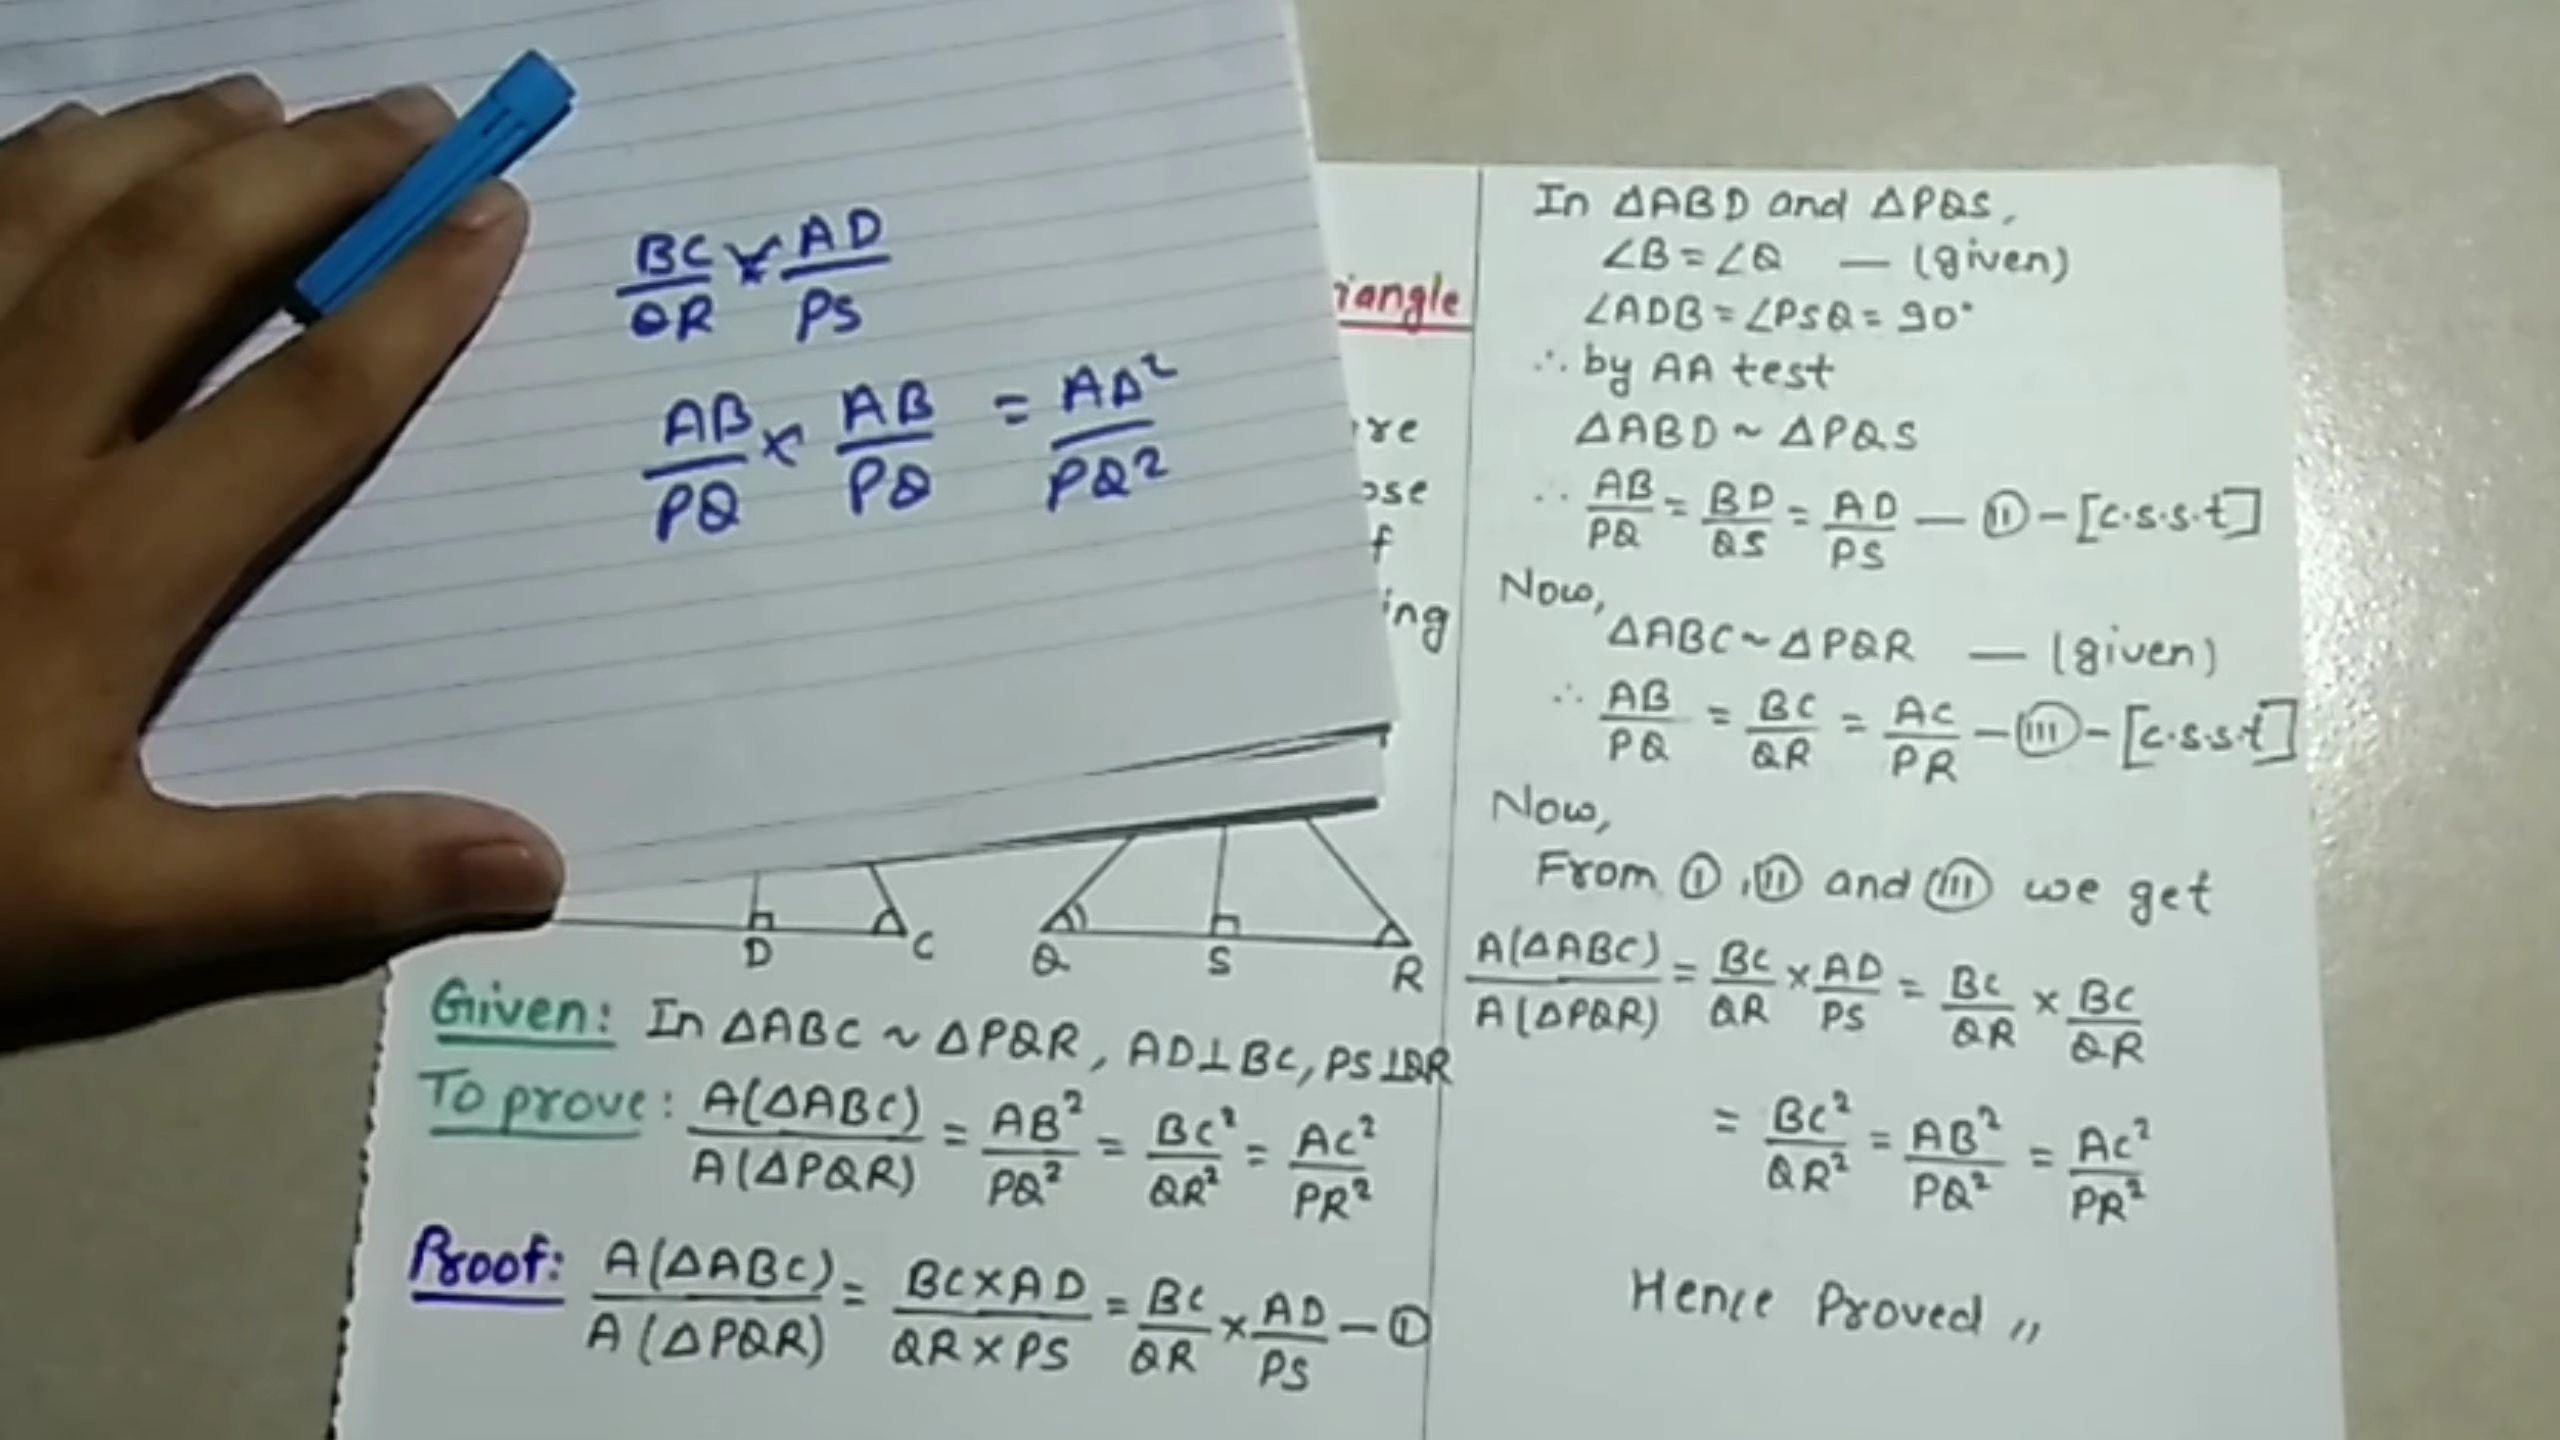 BC/QR × AD/PS
AB/PQ × AB/PQ = AD²/PQ²
iangle
re
ose
f
ing
D C Q S R
Given: In ΔABC ~ ΔPQR, AD⊥BC, PS⊥QR
To prove: A(ΔABC)/A(ΔPQR) = AB²/PQ² = BC²/QR² = AC²/PR²
Proof: A(ΔABC)/A(ΔPQR) = BC×AD/QR×PS = BC/QR × AD/PS — Ⓘ
In ΔABD and ΔPQS,
∠B = ∠Q — (given)
∠ADB = ∠PSQ = 90°
∴ by AA test
ΔABD ~ ΔPQS
∴ AB/PQ = BD/QS = AD/PS — (II) – [c.s.s.t]
Now,
ΔABC ~ ΔPQR — (given)
∴ AB/PQ = BC/QR = AC/PR – (III) – [c.s.s.t]
Now,
From (I), (II) and (III) we get
A(ΔABC)/A(ΔPQR) = BC/QR × AD/PS = BC/QR × BC/QR
= BC²/QR² = AB²/PQ² = AC²/PR²
Hence Proved,,